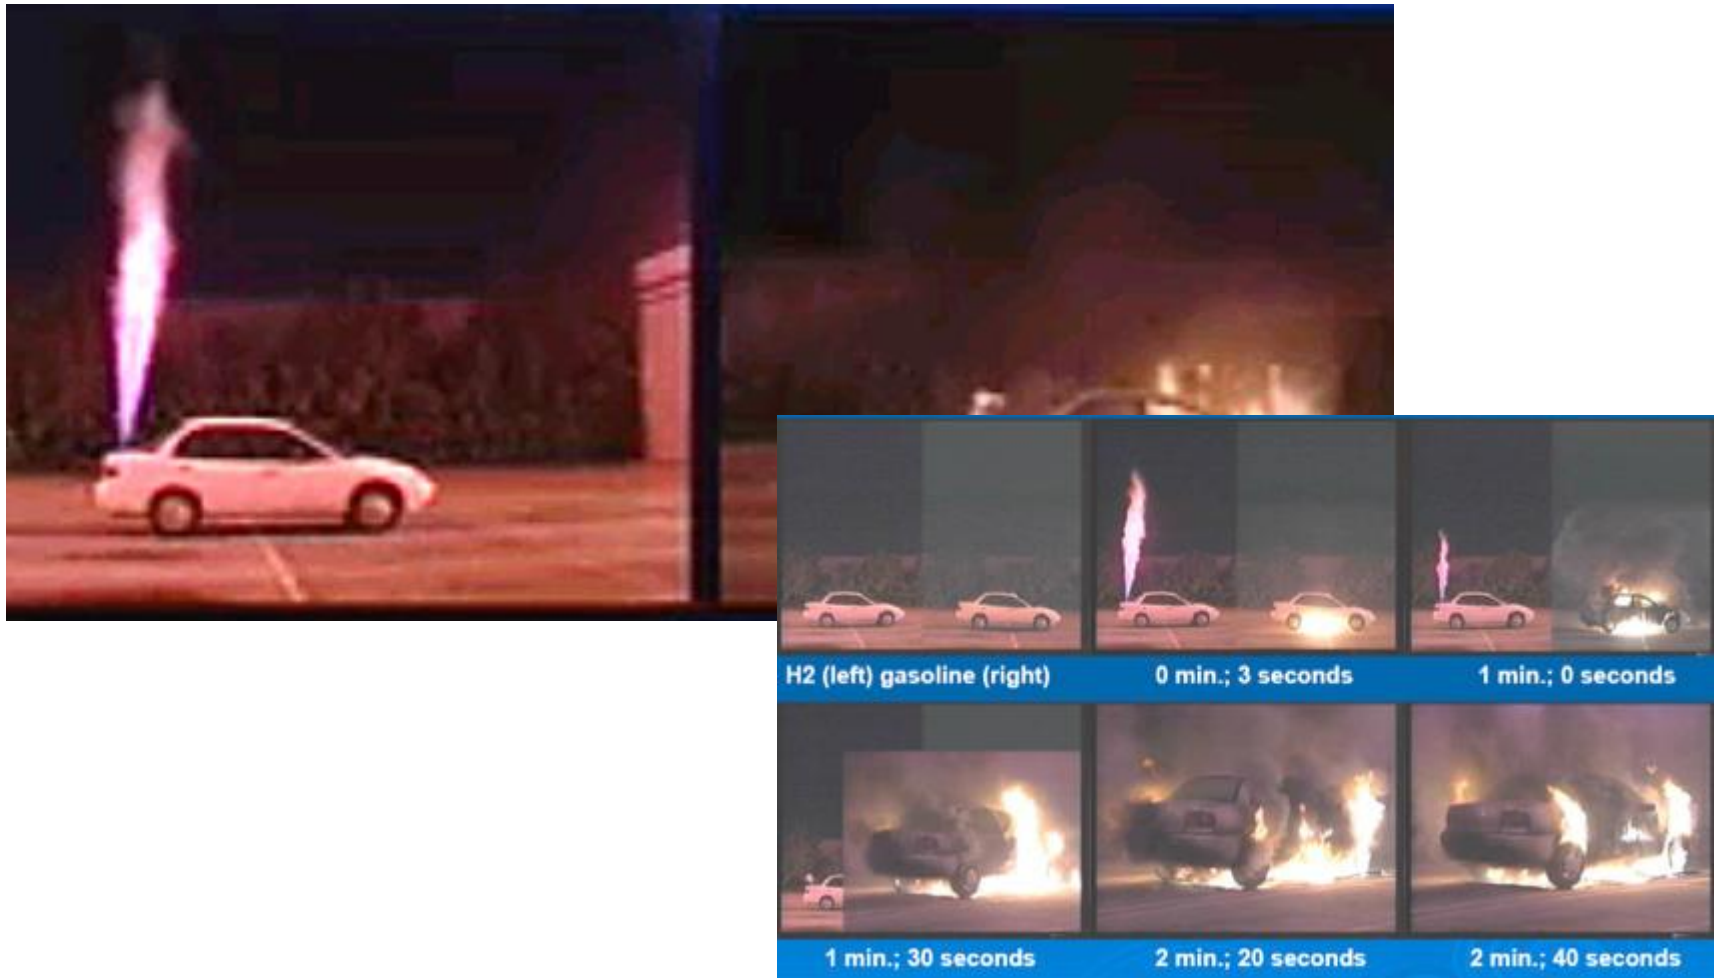 H2 (left) gasoline (right)
0 min.; 3 seconds
1 min.; 0 seconds
1 min.; 30 seconds
2 min.; 20 seconds
2 min.; 40 seconds